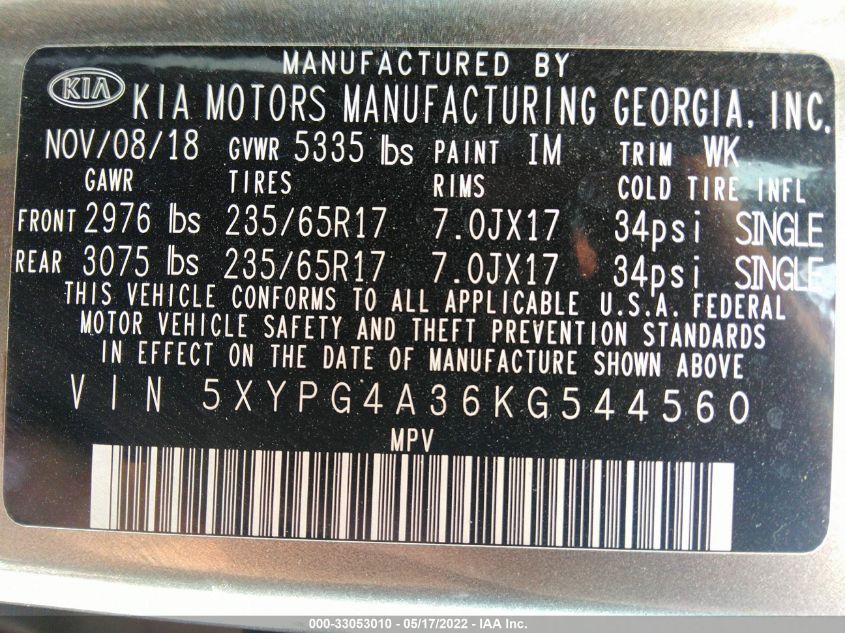 MANUFACTURED BY
KIA KIA MOTORS MANUFACTURING GEORGIA, INC.
NOV/08/18 GVWR 5335 lbs PAINT IM TRIM WK
GAWR TIRES RIMS COLD TIRE INFL
FRONT 2976 lbs 235/65R17 7.0JX17 34psi SINGLE
REAR 3075 lbs 235/65R17 7.0JX17 34psi SINGLE
THIS VEHICLE CONFORMS TO ALL APPLICABLE U.S.A. FEDERAL
MOTOR VEHICLE SAFETY AND THEFT PREVENTION STANDARDS
IN EFFECT ON THE DATE OF MANUFACTURE SHOWN ABOVE
VIN 5XYPG4A36KG544560
MPV
000-33053010 - 05/17/2022 - IAA Inc.